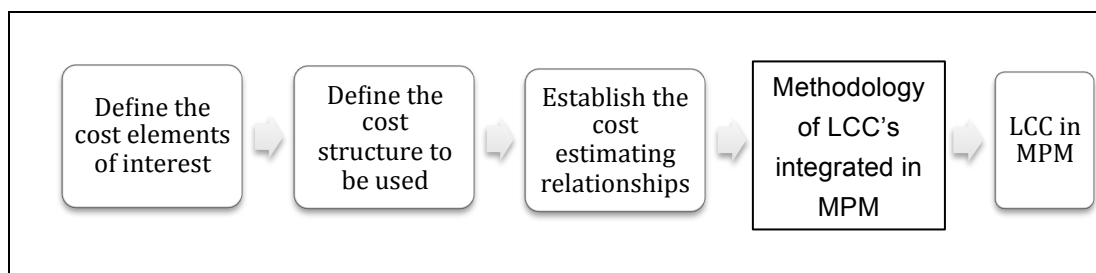 Define the
cost elements
of interest
Define the
cost
structure to
be used
Establish the
cost
estimating
relationships
Methodology
of LCC's
integrated in
MPM
LCC in
MPM